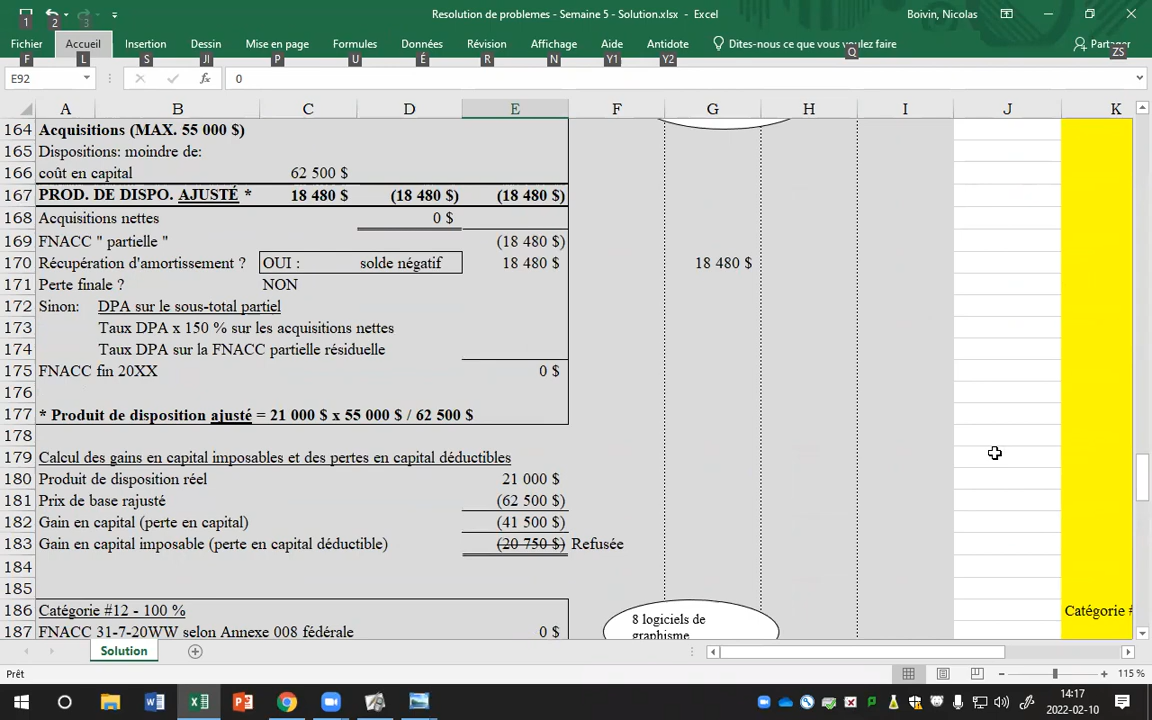 Resolution de problemes - Semaine 5 - Solution.xlsx - Excel
Boivin, Nicolas
1 2 3
Fichier Accueil Insertion Dessin Mise en page Formules Données Révision Affichage Aide Antidote Dites-nous ce que vous voulez faire Partager
F L S JI P U É R N Y1 Y2 Q ZS
E92 fx 0
A B C D E F G H I J K
164 Acquisitions (MAX. 55 000 $)
165 Dispositions: moindre de:
166 coût en capital 62 500 $
167 PROD. DE DISPO. AJUSTÉ * 18 480 $ (18 480 $) (18 480 $)
168 Acquisitions nettes 0 $
169 FNACC " partielle " (18 480 $)
170 Récupération d'amortissement ? OUI : solde négatif 18 480 $ 18 480 $
171 Perte finale ? NON
172 Sinon: DPA sur le sous-total partiel
173 Taux DPA x 150 % sur les acquisitions nettes
174 Taux DPA sur la FNACC partielle résiduelle
175 FNACC fin 20XX 0 $
176
177 * Produit de disposition ajusté = 21 000 $ x 55 000 $ / 62 500 $
178
179 Calcul des gains en capital imposables et des pertes en capital déductibles
180 Produit de disposition réel 21 000 $
181 Prix de base rajusté (62 500 $)
182 Gain en capital (perte en capital) (41 500 $)
183 Gain en capital imposable (perte en capital déductible) (20 750 $) Refusée
184
185
186 Catégorie #12 - 100 % 8 logiciels de Catégorie #
187 FNACC 31-7-20WW selon Annexe 008 fédérale 0 $ graphisme
Solution
Prêt 115 %
14:17
2022-02-10